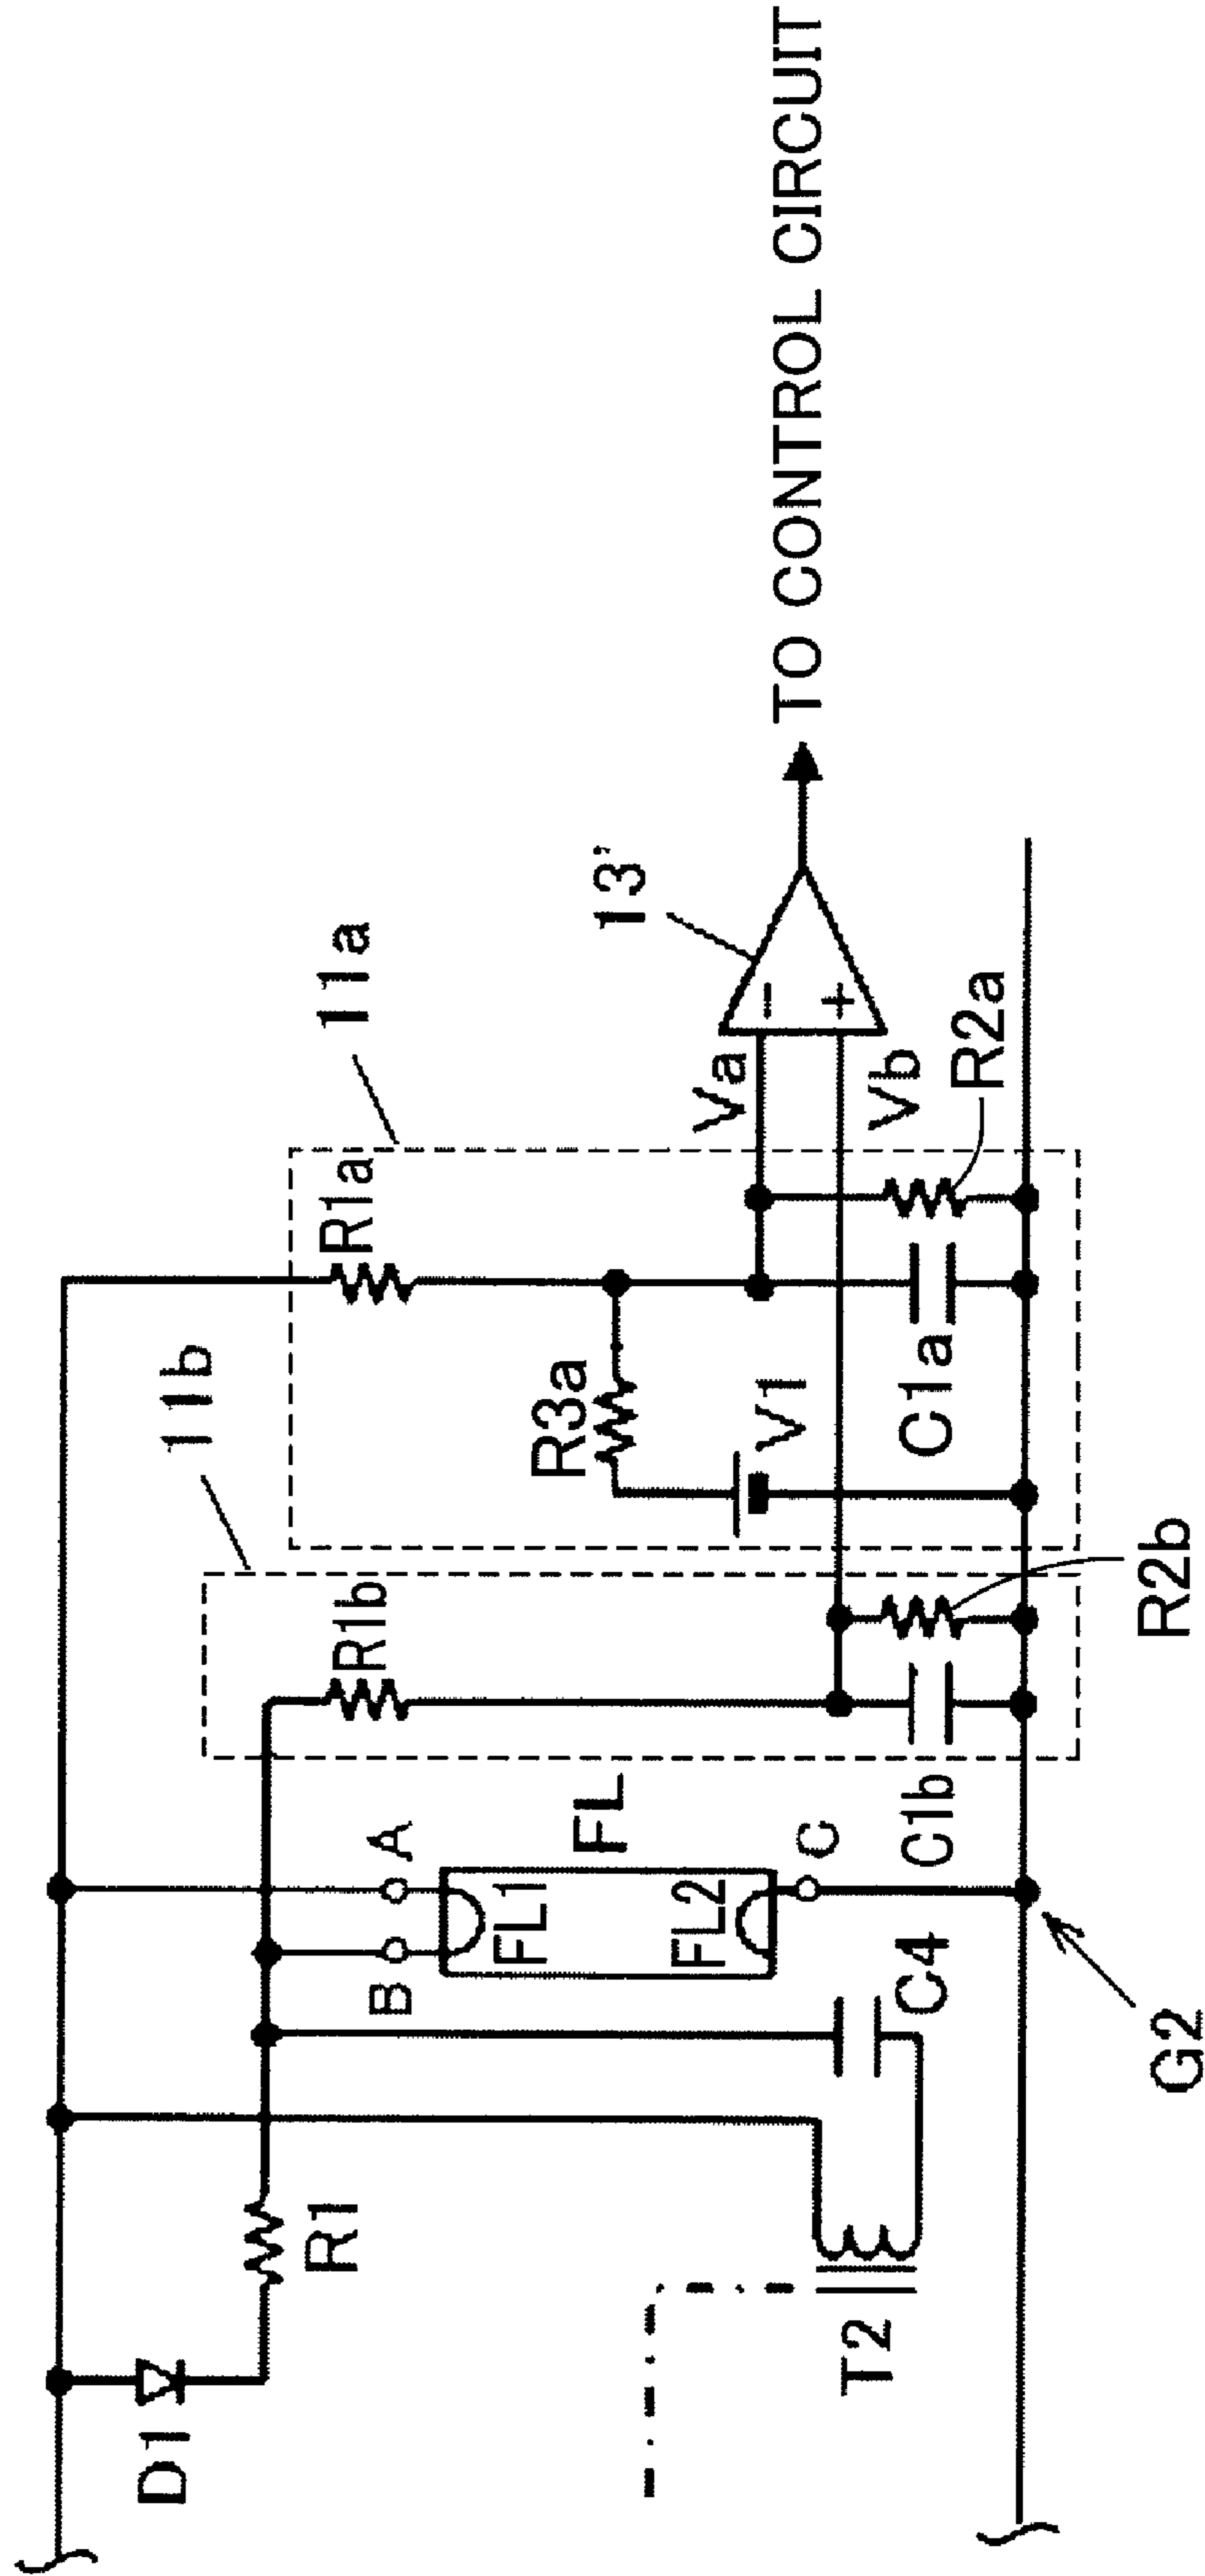 11b
11a
D1
R1
B
A
R1b
R1a
FL1
FL
R3a
13'
Va
TO CONTROL CIRCUIT
−
+
V1
Vb
T2
FL2
C
C4
C1b
C1a
R2a
G2
R2b